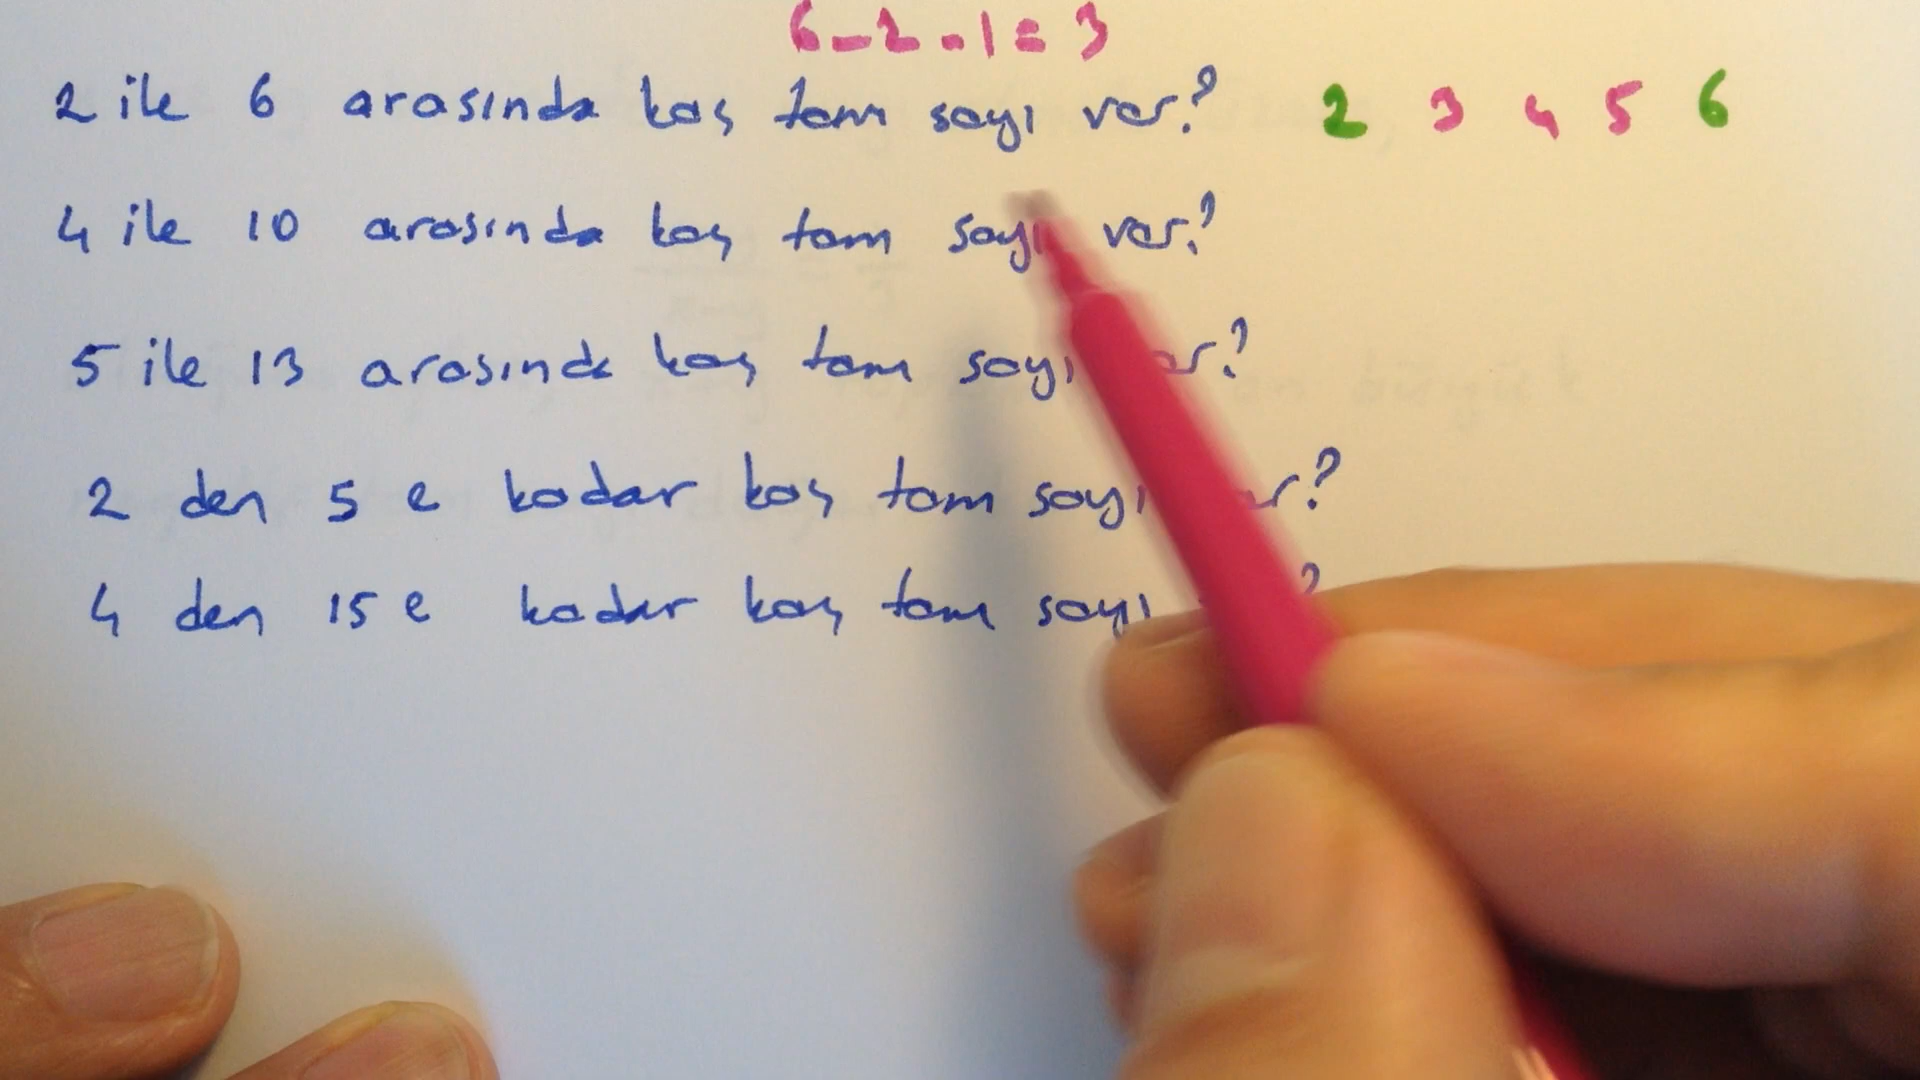 6-2-1=3
2 ile 6 arasında kaç tam sayı var? 2 3 4 5 6
4 ile 10 arasında kaç tam sayı var?
5 ile 13 arasında kaç tam sayı
2 den 5 e kadar kaç tam sayı
4 den 15 e kadar kaç tam sayı